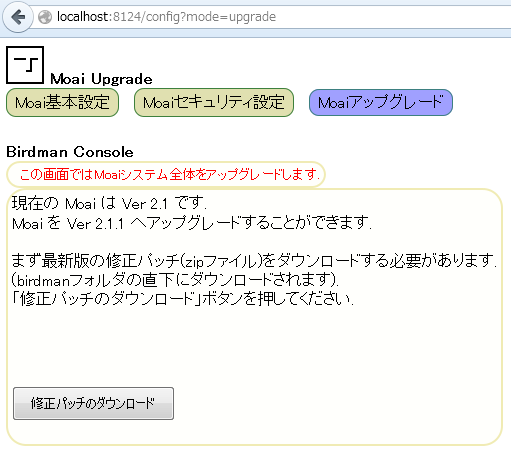 localhost:8124/config?mode=upgrade
Moai Upgrade
Moai基本設定 Moaiセキュリティ設定 Moaiアップグレード
Birdman Console
この画面ではMoaiシステム全体をアップグレードします.
現在の Moai は Ver 2.1 です.
Moai を Ver 2.1.1 へアップグレードすることができます.
まず最新版の修正パッチ(zipファイル)をダウンロードする必要があります.
(birdmanフォルダの直下にダウンロードされます).
「修正パッチのダウンロード」ボタンを押してください.
修正パッチのダウンロード